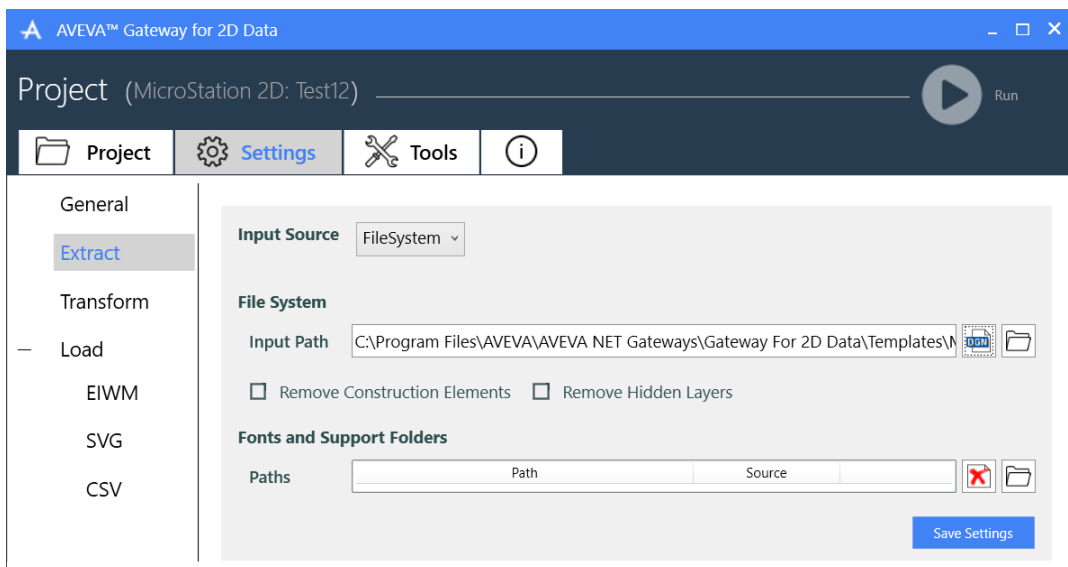 AVEVA™ Gateway for 2D Data
Project (MicroStation 2D: Test12)
Run
Project Settings Tools
General
Extract
Transform
Load
EIWM
SVG
CSV
Input Source FileSystem
File System
Input Path C:\Program Files\AVEVA\AVEVA NET Gateways\Gateway For 2D Data\Templates\ DGN
Remove Construction Elements Remove Hidden Layers
Fonts and Support Folders
Paths Path Source
Save Settings